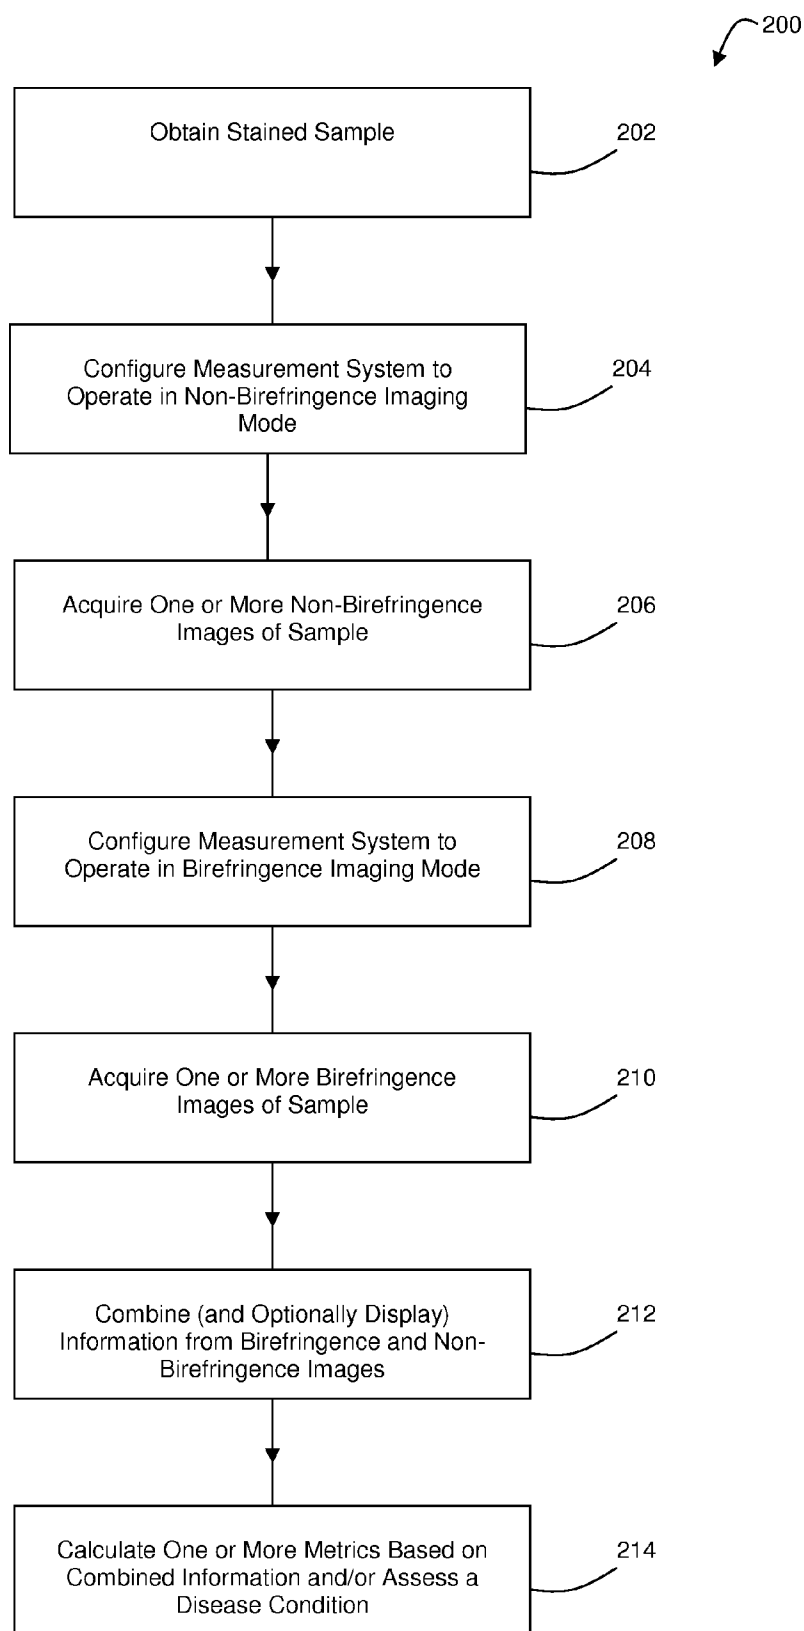 200
Obtain Stained Sample
202
Configure Measurement System to
Operate in Non-Birefringence Imaging
Mode
204
Acquire One or More Non-Birefringence
Images of Sample
206
Configure Measurement System to
Operate in Birefringence Imaging Mode
208
Acquire One or More Birefringence
Images of Sample
210
Combine (and Optionally Display)
Information from Birefringence and Non-
Birefringence Images
212
Calculate One or More Metrics Based on
Combined Information and/or Assess a
Disease Condition
214